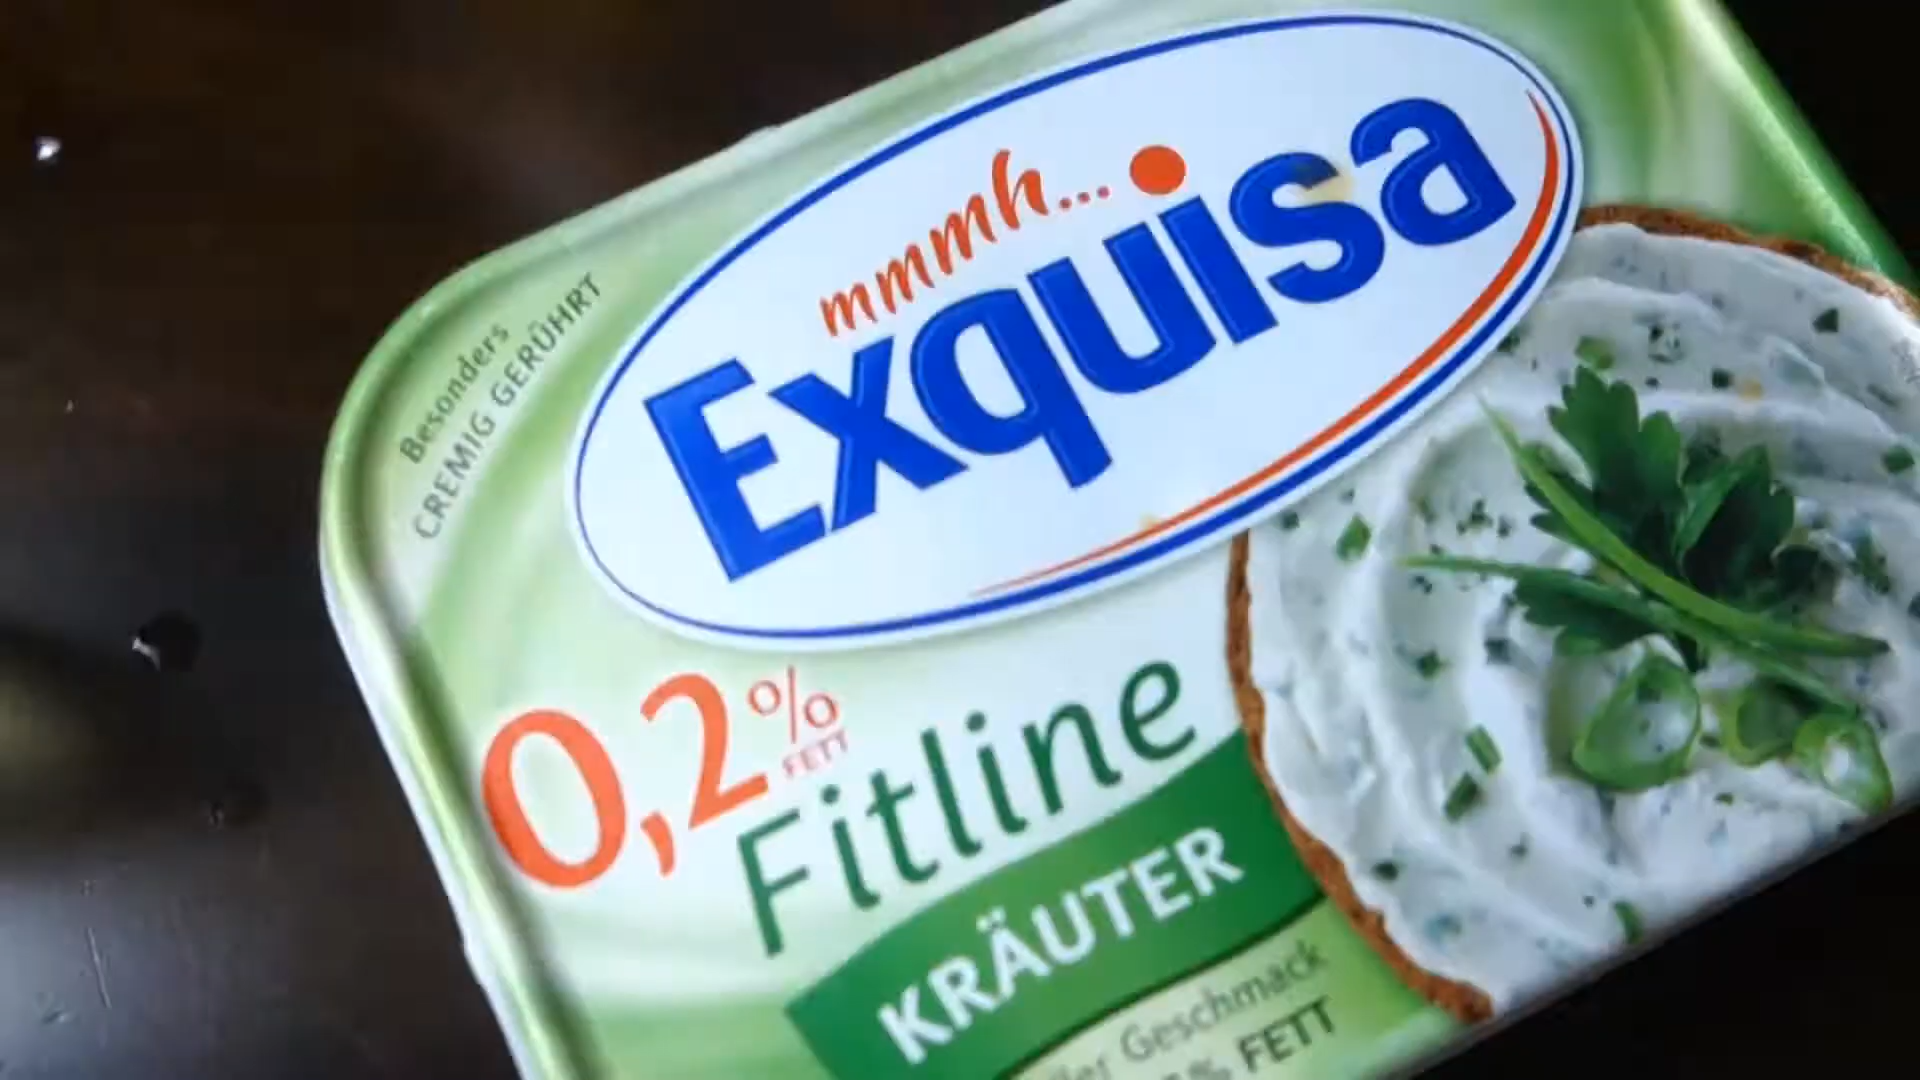 Besonders
CREMIG GERÜHRT
mmmh...
Exquisa
0,2%
FETT
Fitline
KRÄUTER
Geschmack
% FETT